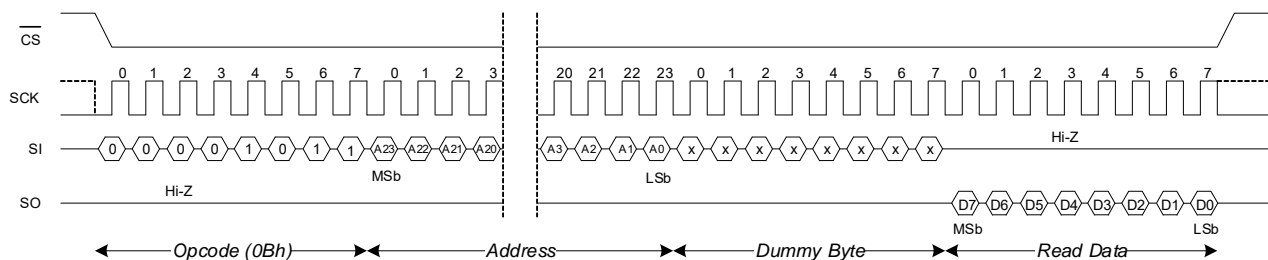 CS
0 1 2 3 4 5 6 7 0 1 2 3 20 21 22 23 0 1 2 3 4 5 6 7 0 1 2 3 4 5 6 7
SCK
Hi-Z
SI 0 0 0 0 1 0 1 1 A23 A22 A21 A20 A3 A2 A1 A0 x x x x x x x x
MSb LSb
Hi-Z
SO D7 D6 D5 D4 D3 D2 D1 D0
MSb LSb
Opcode (0Bh) Address Dummy Byte Read Data